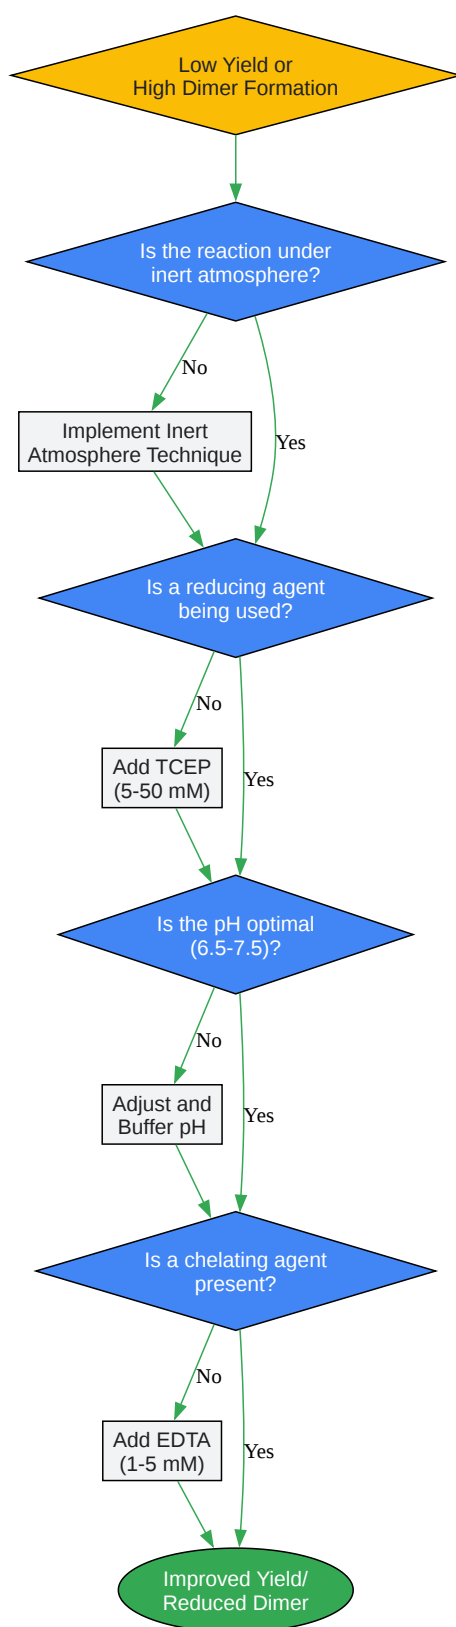 Low Yield or
High Dimer Formation
Is the reaction under
inert atmosphere?
No
Implement Inert
Atmosphere Technique
Yes
Is a reducing agent
being used?
No
Add TCEP
(5-50 mM)
Yes
Is the pH optimal
(6.5-7.5)?
No
Adjust and
Buffer pH
Yes
Is a chelating agent
present?
No
Add EDTA
(1-5 mM)
Yes
Improved Yield/
Reduced Dimer